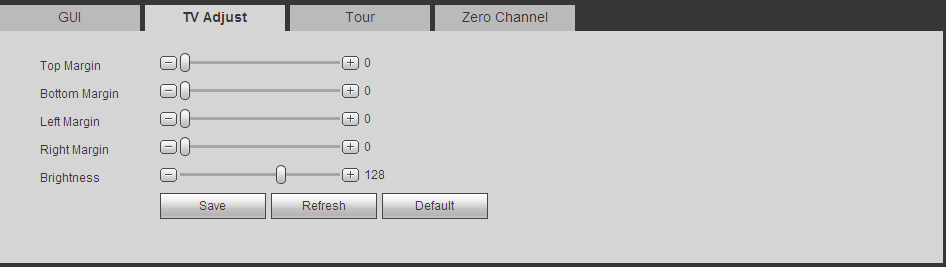 GUI TV Adjust Tour Zero Channel
Top Margin 0
Bottom Margin 0
Left Margin 0
Right Margin 0
Brightness 128
Save Refresh Default